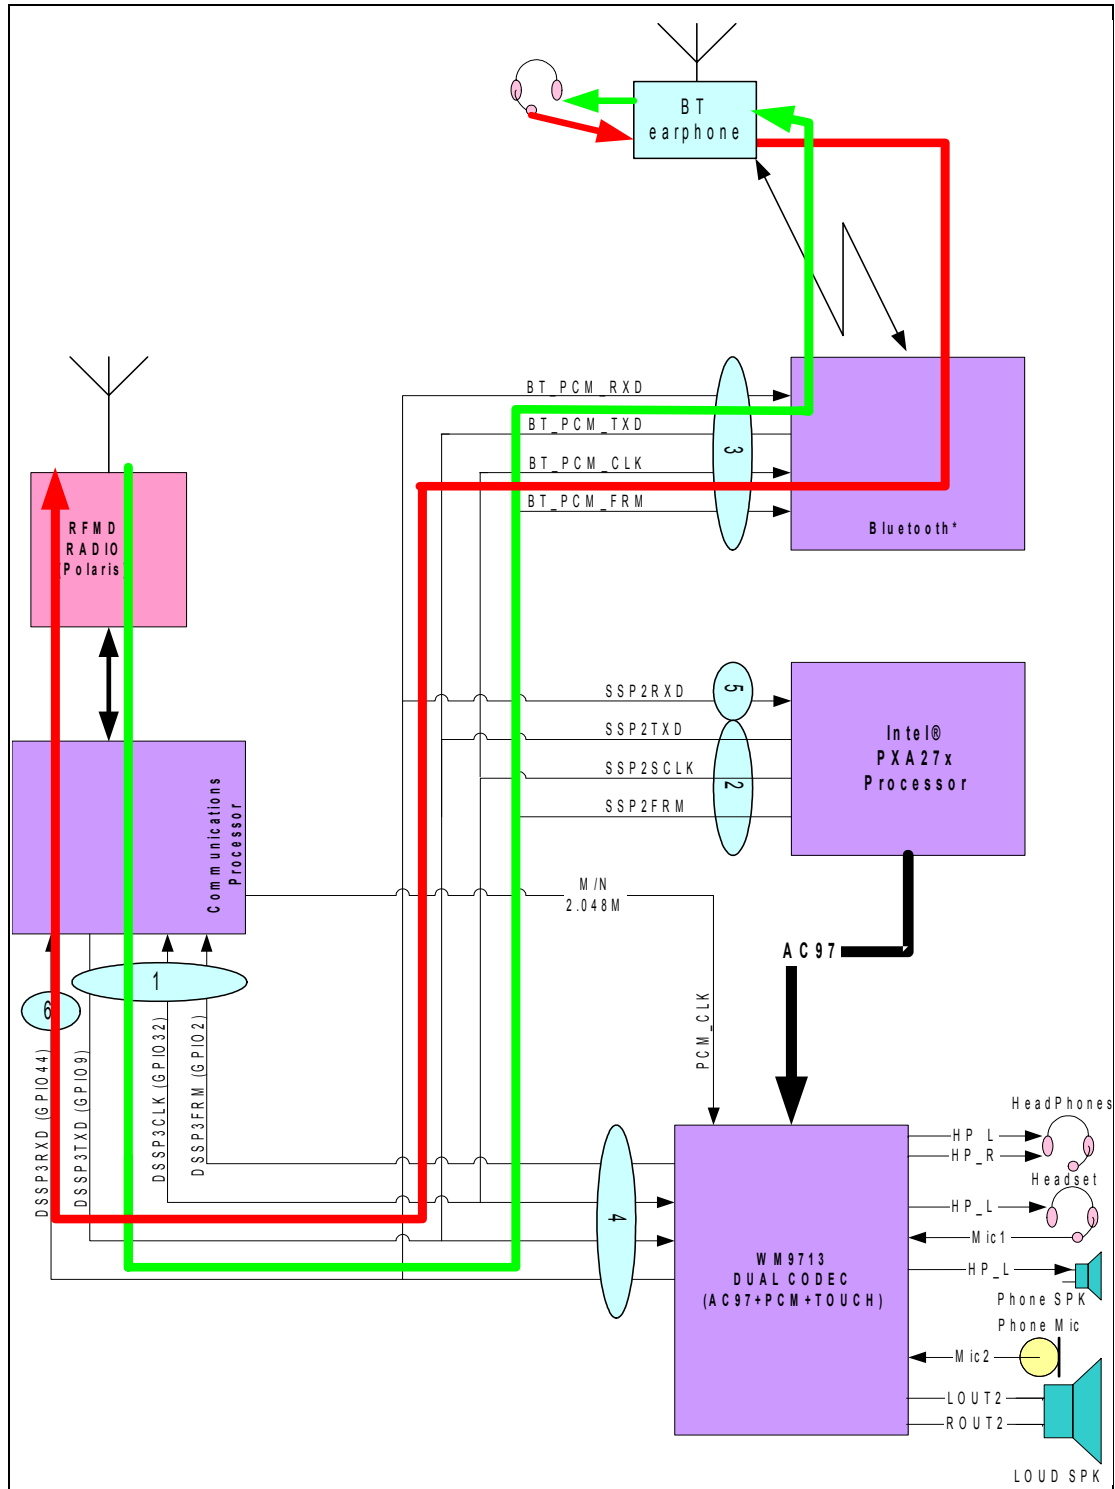 BT
earphone
BT_PCM_RXD
BT_PCM_TXD
BT_PCM_CLK
BT_PCM_FRM
3
Bluetooth*
RFMD
RADIO
(Polaris)
SSP2RXD
SSP2TXD
SSP2SCLK
SSP2FRM
5
2
Intel®
PXA27x
Processor
Communications
Processor
M/N
2.048M
AC97
PCM_CLK
1
6
DSSP3RXD (GPIO44)
DSSP3TXD (GPIO9)
DSSP3CLK (GPIO32)
DSSP3FRM (GPIO2)
4
WM9713
DUAL CODEC
(AC97+PCM+TOUCH)
HeadPhones
HP_L
HP_R
Headset
HP_L
Mic1
HP_L
Phone SPK
Phone Mic
Mic2
LOUT2
ROUT2
LOUD SPK